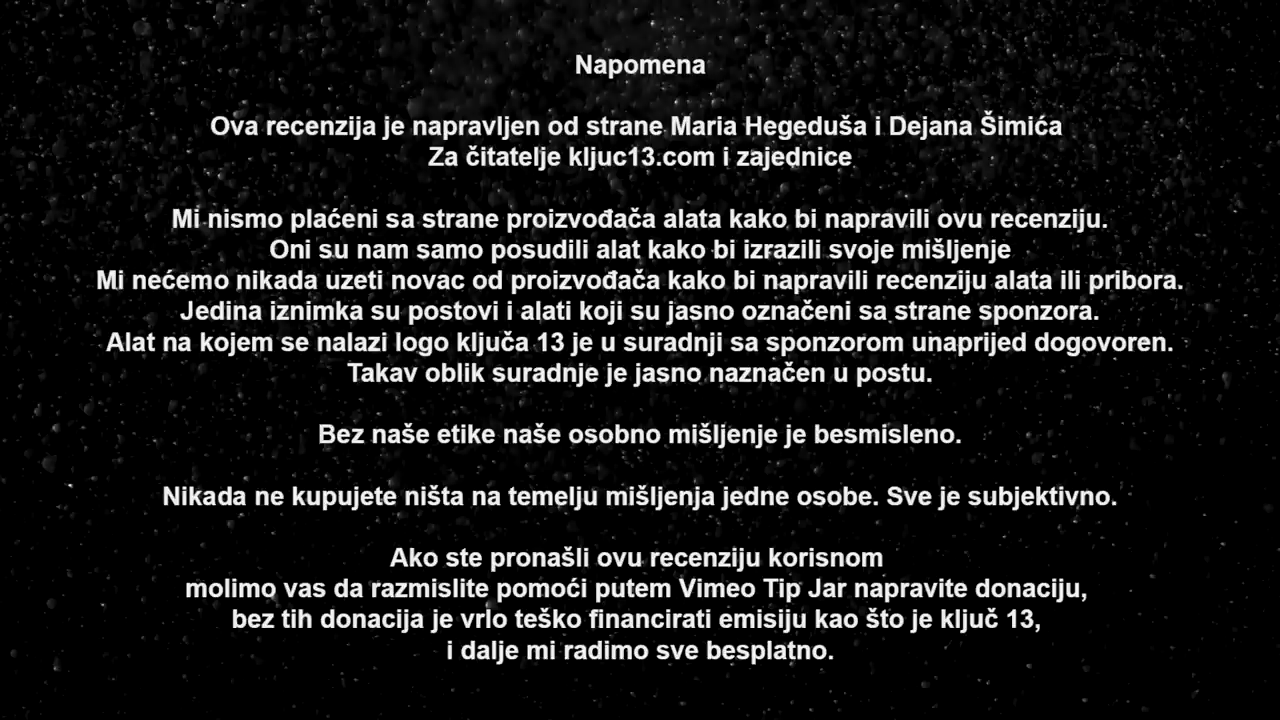 Napomena
Ova recenzija je napravljen od strane Maria Hegeduša i Dejana Šimića
Za čitatelje kljuc13.com i zajednice
Mi nismo plaćeni sa strane proizvođača alata kako bi napravili ovu recenziju.
Oni su nam samo posudili alat kako bi izrazili svoje mišljenje
Mi nećemo nikada uzeti novac od proizvođača kako bi napravili recenziju alata ili pribora.
Jedina iznimka su postovi i alati koji su jasno označeni sa strane sponzora.
Alat na kojem se nalazi logo ključa 13 je u suradnji sa sponzorom unaprijed dogovoren.
Takav oblik suradnje je jasno naznačen u postu.
Bez naše etike naše osobno mišljenje je besmisleno.
Nikada ne kupujete ništa na temelju mišljenja jedne osobe. Sve je subjektivno.
Ako ste pronašli ovu recenziju korisnom
molimo vas da razmislite pomoći putem Vimeo Tip Jar napravite donaciju,
bez tih donacija je vrlo teško financirati emisiju kao što je ključ 13,
i dalje mi radimo sve besplatno.